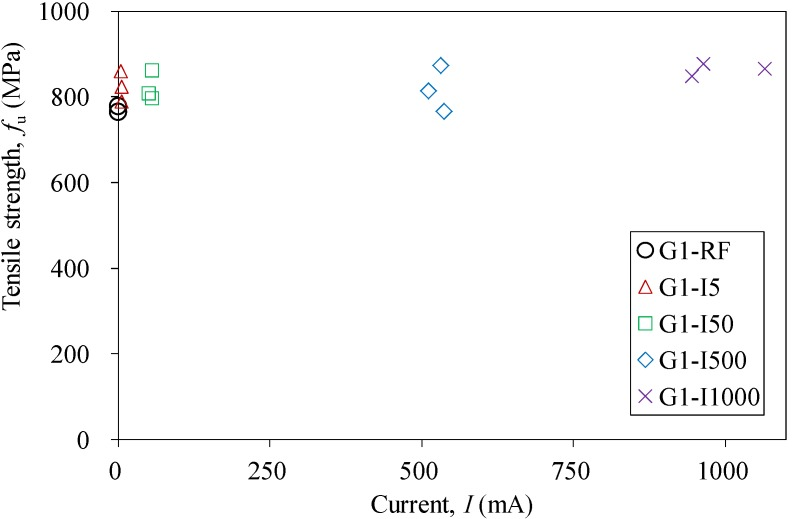 Tensile strength, fu (MPa)
1000
800
600
400
200
0
0 250 500 750 1000
Current, I (mA)
G1-RF
G1-I5
G1-I50
G1-I500
G1-I1000